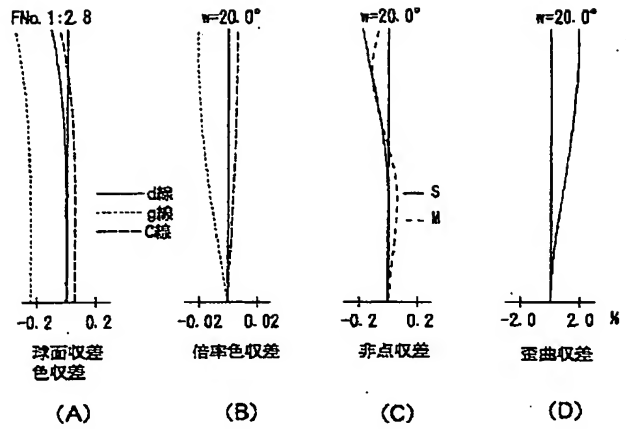 FNo. 1:2.8
w=20.0°
w=20.0°
w=20.0°
d線
g線
C線
S
M
-0.2 0.2
-0.02 0.02
-0.2 0.2
-2.0 2.0 %
球面収差
色収差
倍率色収差
非点収差
歪曲収差
(A)
(B)
(C)
(D)